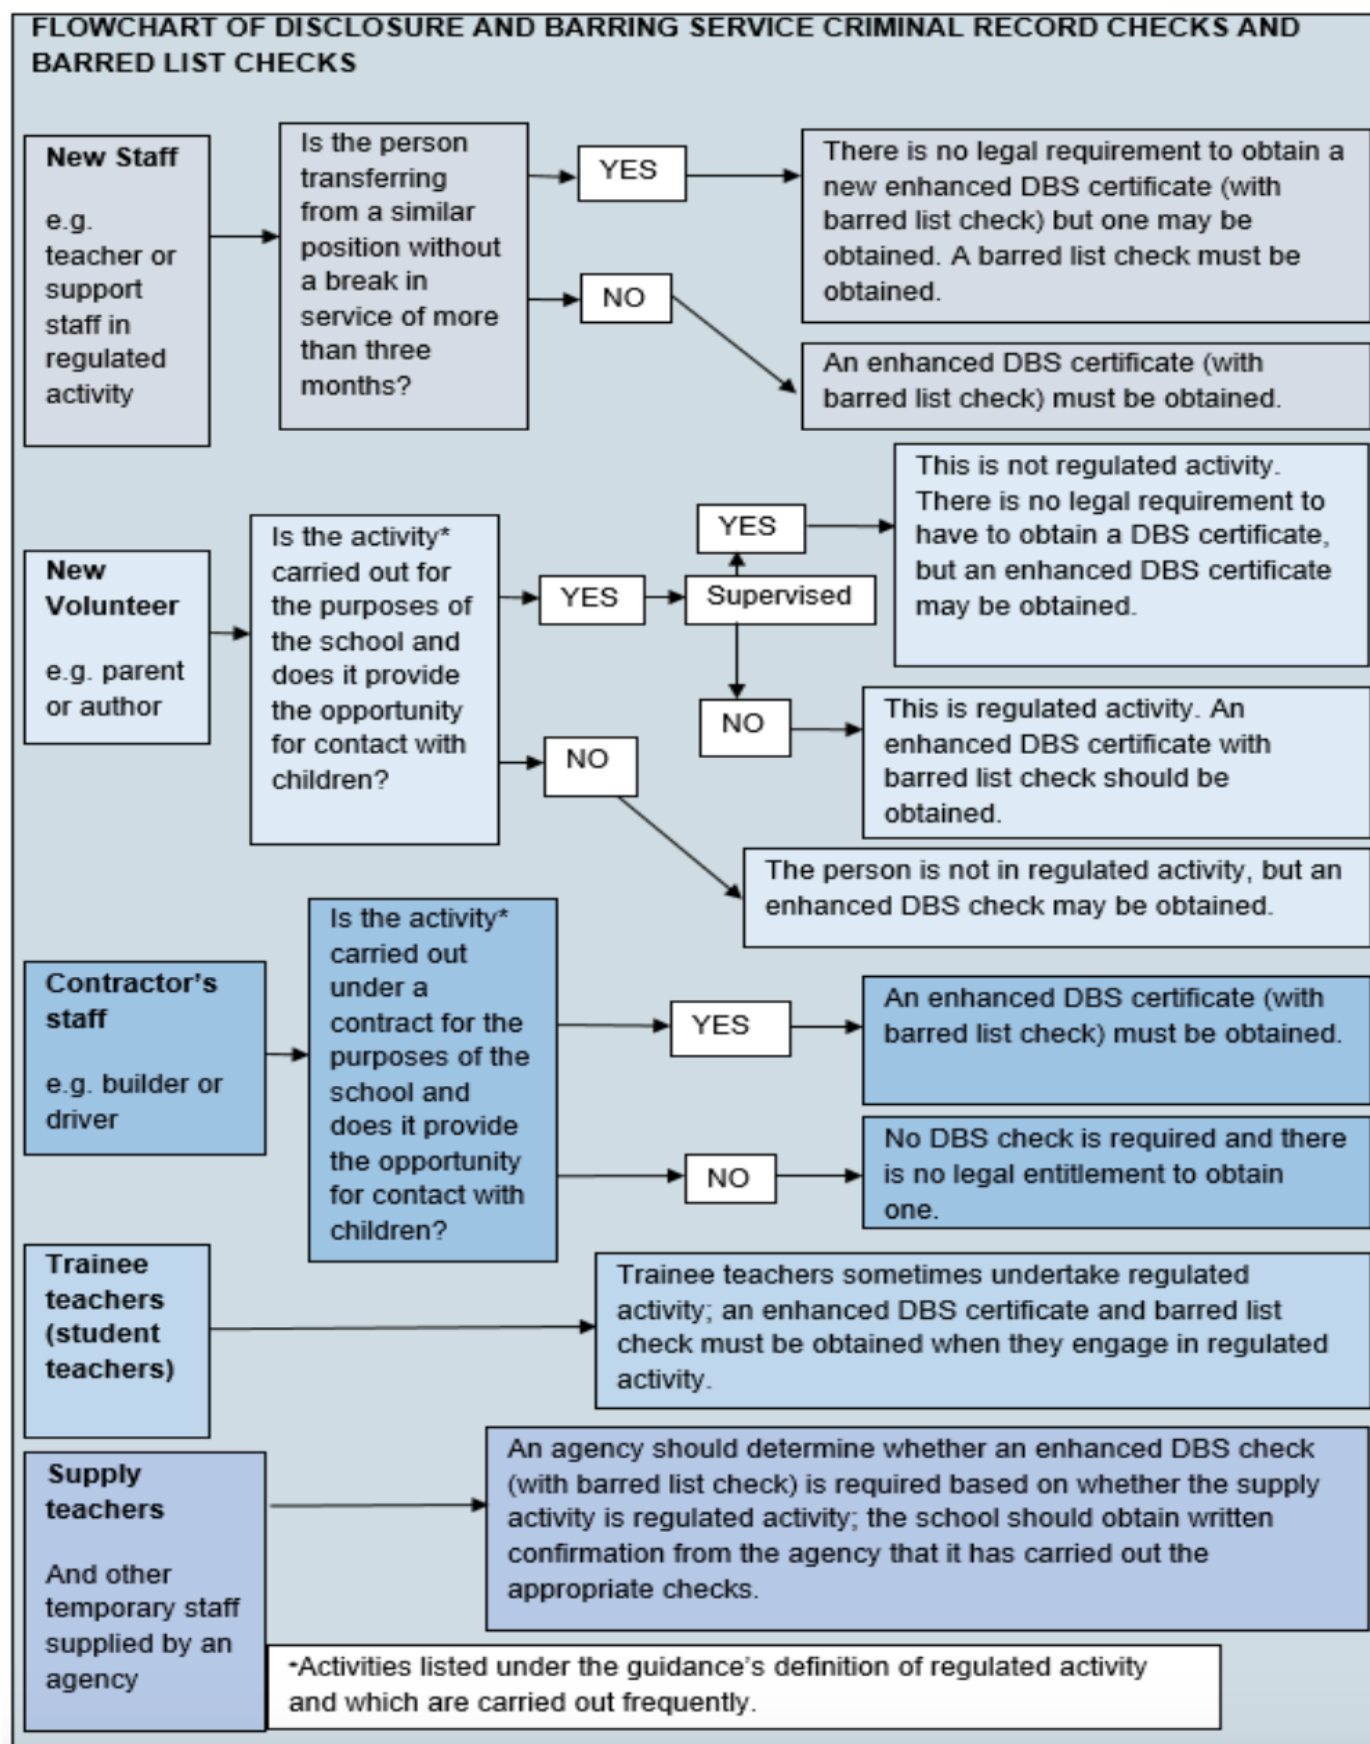 FLOWCHART OF DISCLOSURE AND BARRING SERVICE CRIMINAL RECORD CHECKS AND
BARRED LIST CHECKS
New Staff
e.g.
teacher or
support
staff in
regulated
activity
Is the person
transferring
from a similar
position without
a break in
service of more
than three
months?
YES
There is no legal requirement to obtain a
new enhanced DBS certificate (with
barred list check) but one may be
obtained. A barred list check must be
obtained.
NO
An enhanced DBS certificate (with
barred list check) must be obtained.
New
Volunteer
e.g. parent
or author
Is the activity*
carried out for
the purposes of
the school and
does it provide
the opportunity
for contact with
children?
YES
Supervised
YES
This is not regulated activity.
There is no legal requirement to
have to obtain a DBS certificate,
but an enhanced DBS certificate
may be obtained.
NO
This is regulated activity. An
enhanced DBS certificate with
barred list check should be
obtained.
NO
The person is not in regulated activity, but an
enhanced DBS check may be obtained.
Contractor's
staff
e.g. builder or
driver
Is the activity*
carried out
under a
contract for the
purposes of the
school and
does it provide
the opportunity
for contact with
children?
YES
An enhanced DBS certificate (with
barred list check) must be obtained.
NO
No DBS check is required and there
is no legal entitlement to obtain
one.
Trainee
teachers
(student
teachers)
Trainee teachers sometimes undertake regulated
activity; an enhanced DBS certificate and barred list
check must be obtained when they engage in regulated
activity.
Supply
teachers
And other
temporary staff
supplied by an
agency
An agency should determine whether an enhanced DBS check
(with barred list check) is required based on whether the supply
activity is regulated activity; the school should obtain written
confirmation from the agency that it has carried out the
appropriate checks.
*Activities listed under the guidance's definition of regulated activity
and which are carried out frequently.